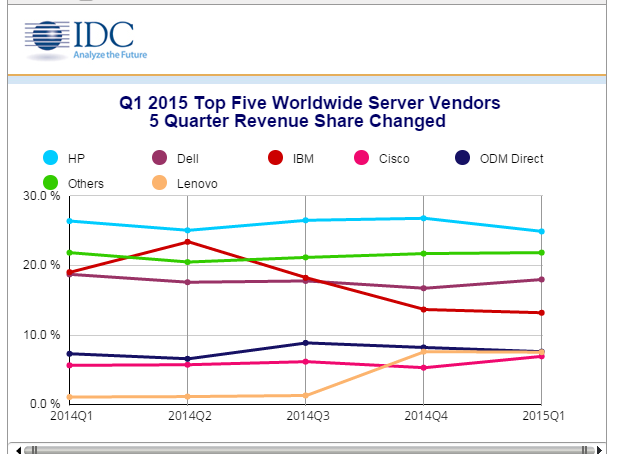 IDC
Analyze the Future
Q1 2015 Top Five Worldwide Server Vendors
5 Quarter Revenue Share Changed
HP Dell IBM Cisco ODM Direct
Others Lenovo
30.0 %
20.0 %
10.0 %
0.0 %
2014Q1 2014Q2 2014Q3 2014Q4 2015Q1